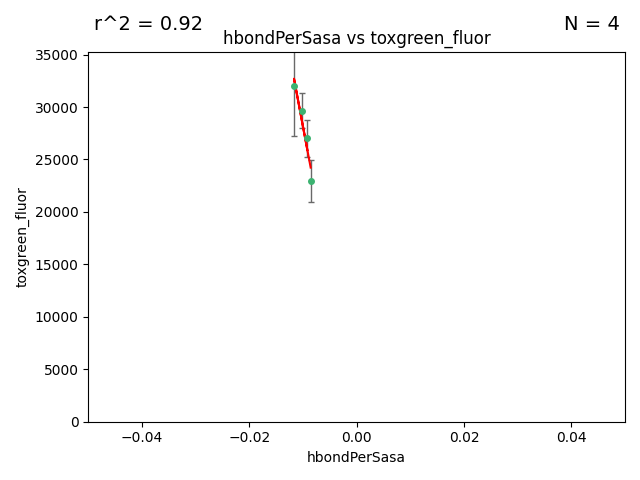 r^2 = 0.92
N = 4
hbondPerSasa vs toxgreen_fluor
35000
30000
25000
20000
15000
10000
5000
0
toxgreen_fluor
−0.04
−0.02
0.00
0.02
0.04
hbondPerSasa